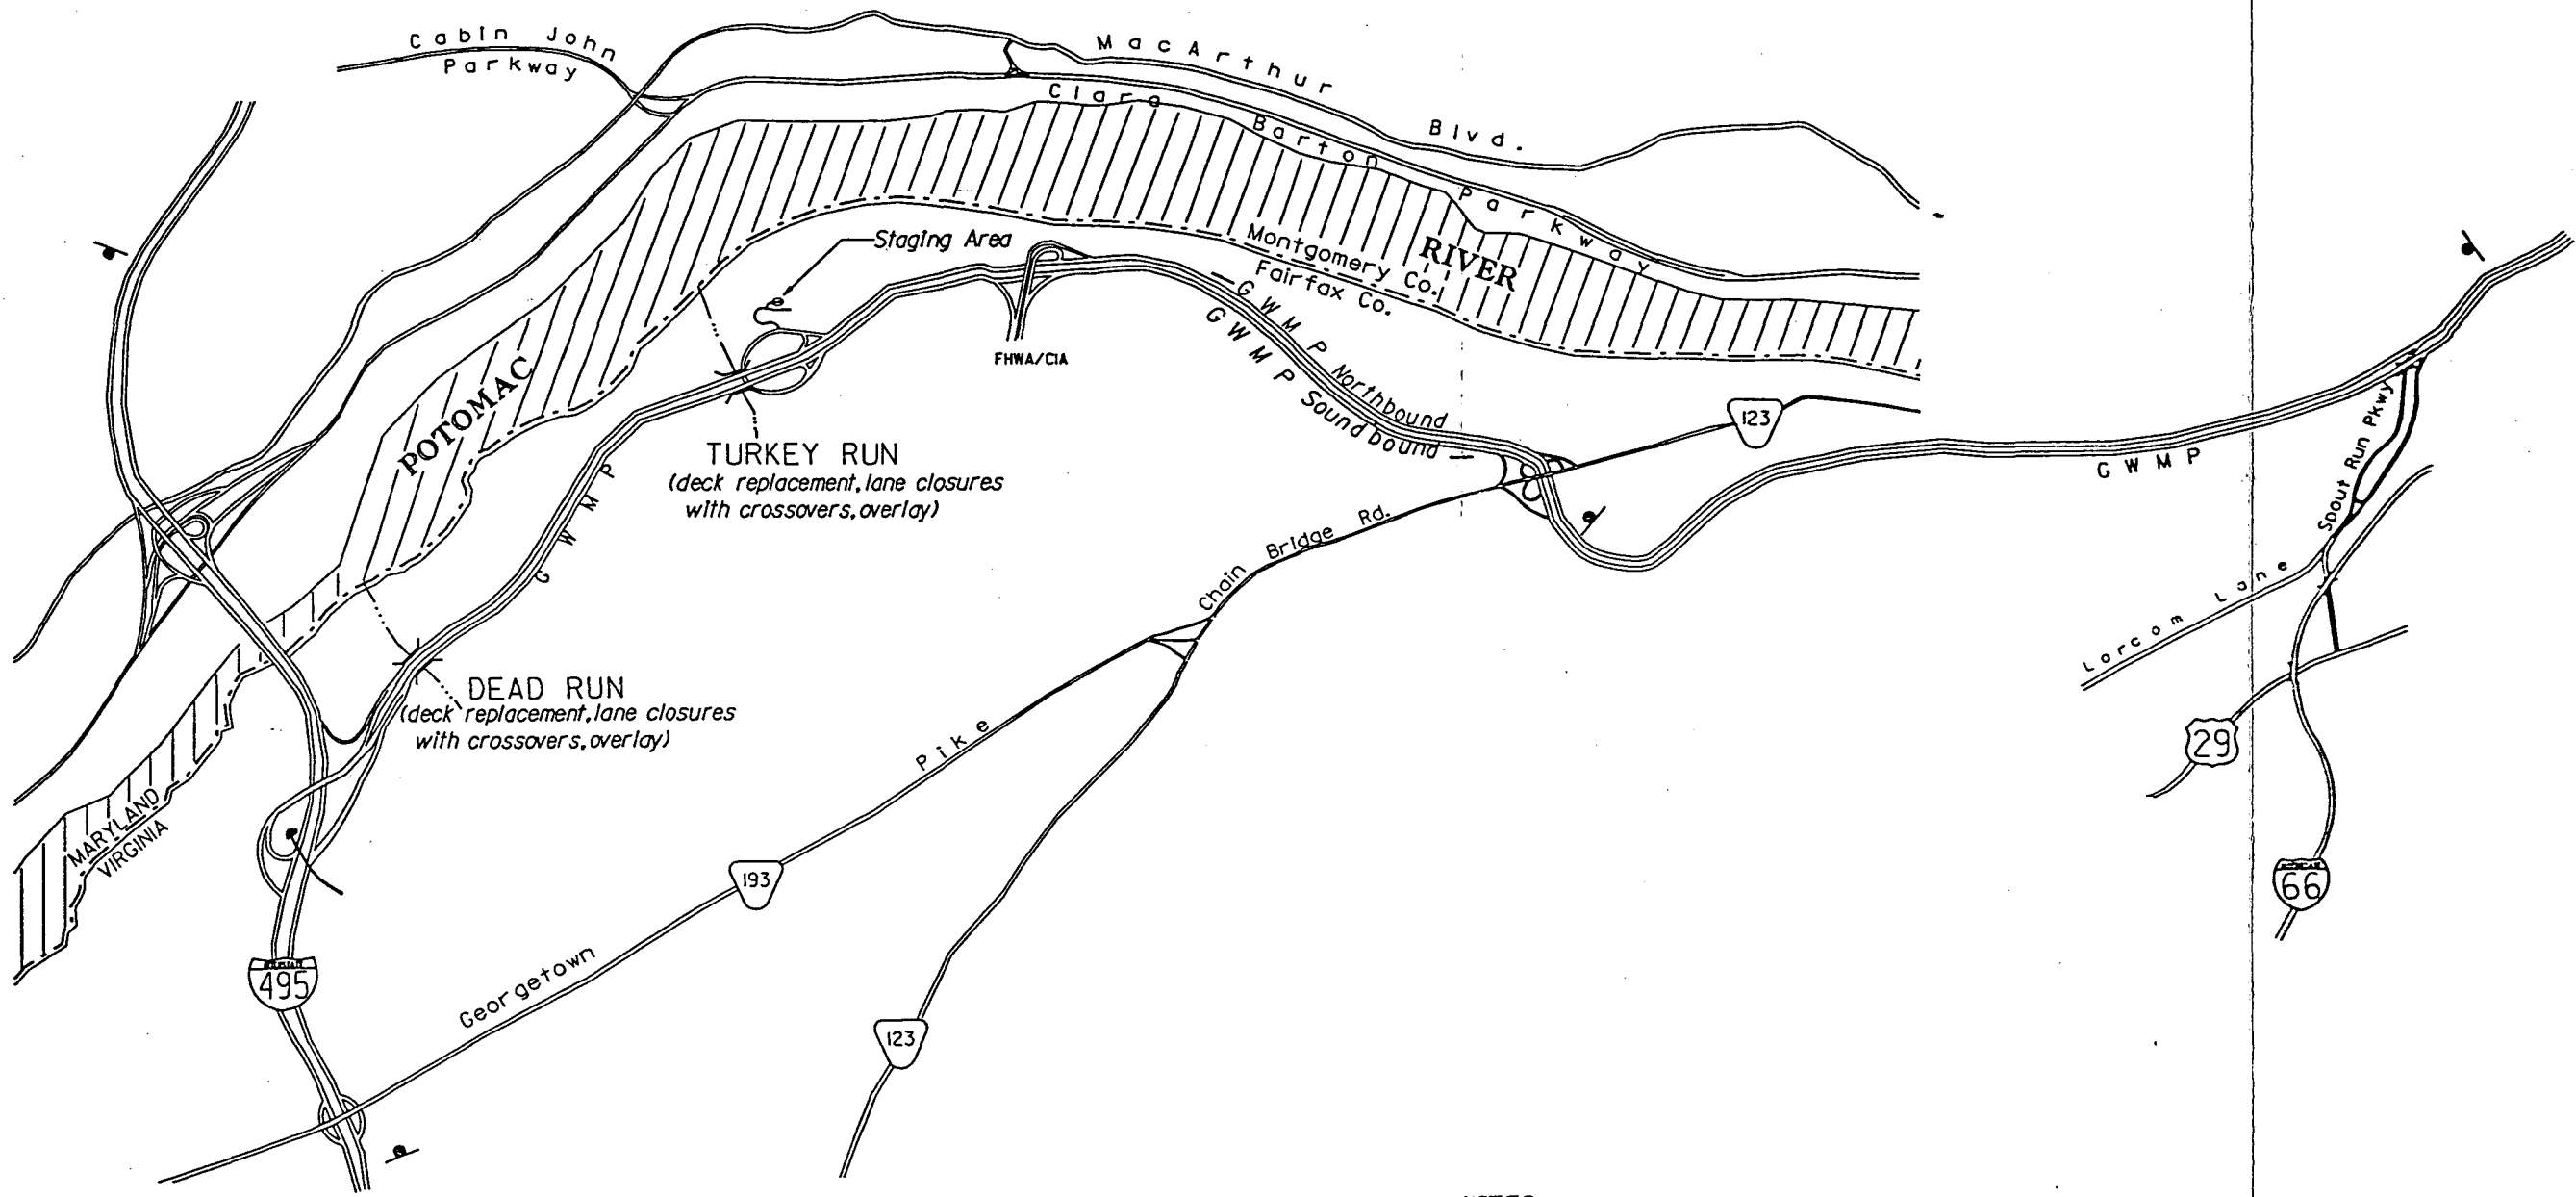 Cabin John
Parkway
MacArthur Blvd.
Clara Barton Parkway
Staging Area
Montgomery Co.
Fairfax Co.
RIVER
POTOMAC
FHWA/CIA
GWMP Northbound
GWMP Soundbound
123
TURKEY RUN
(deck replacement, lane closures
with crossovers, overlay)
GWMP
GWMP
Spout Run Pkwy
Chain Bridge Rd.
Lorcom Lane
DEAD RUN
(deck replacement, lane closures
with crossovers, overlay)
29
Pike
MARYLAND
VIRGINIA
193
66
Georgetown
495
123